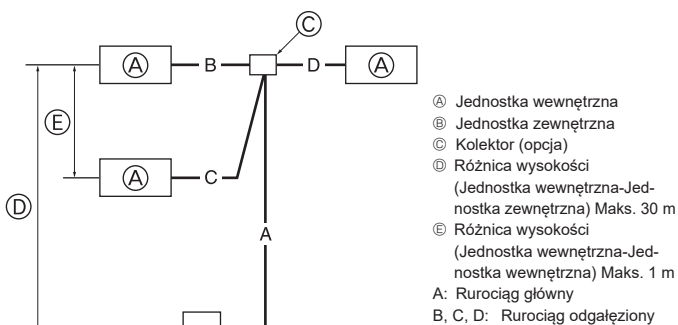 Ⓒ
Ⓐ B D Ⓐ
Ⓔ
Ⓐ C
Ⓓ
A
Ⓐ Jednostka wewnętrzna
Ⓑ Jednostka zewnętrzna
Ⓒ Kolektor (opcja)
Ⓓ Różnica wysokości
(Jednostka wewnętrzna-Jed-
nostka zewnętrzna) Maks. 30 m
Ⓔ Różnica wysokości
(Jednostka wewnętrzna-Jed-
nostka wewnętrzna) Maks. 1 m
A: Rurociąg główny
B, C, D: Rurociąg odgałęziony